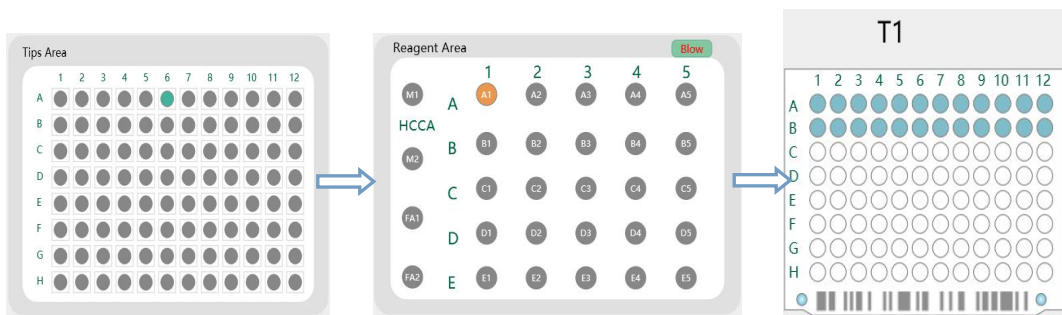 Tips Area
1 2 3 4 5 6 7 8 9 10 11 12
A
B
C
D
E
F
G
H
Reagent Area
Blow
1 2 3 4 5
M1
A A1 A2 A3 A4 A5
HCCA
B B1 B2 B3 B4 B5
M2
C C1 C2 C3 C4 C5
FA1
D D1 D2 D3 D4 D5
FA2
E E1 E2 E3 E4 E5
T1
1 2 3 4 5 6 7 8 9 10 11 12
A
B
C
D
E
F
G
H